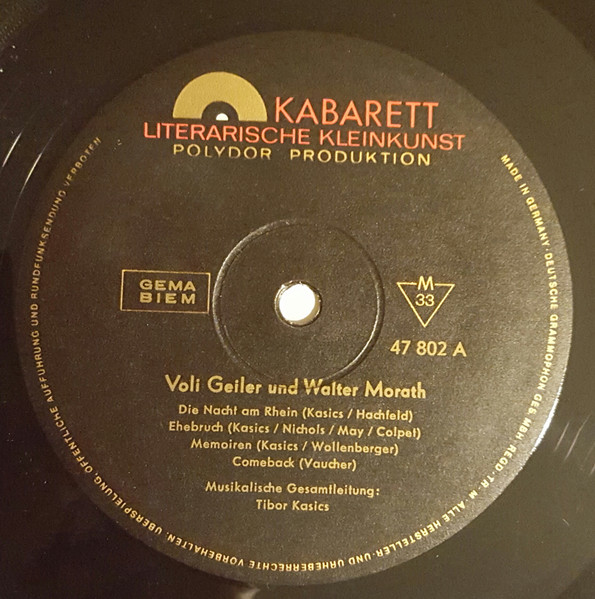 KABARETT
LITERARISCHE KLEINKUNST
POLYDOR PRODUKTION
GEMA
BIEM
M
33
47 802 A
Voli Geiler und Walter Morath
Die Nacht am Rhein (Kasics / Hachfeld)
Ehebruch (Kasics / Nichols / May / Colpet)
Memoiren (Kasics / Wollenberger)
Comeback (Vaucher)
Musikalische Gesamtleitung:
Tibor Kasics
MADE IN GERMANY · DEUTSCHE GRAMMOPHON GES. MBH · REGD. TR. M. · ALLE HERSTELLER- UND URHEBERRECHTE VORBEHALTEN. ÜBERSPIELUNG, ÖFFENTLICHE AUFFÜHRUNG UND RUNDFUNKSENDUNG VERBOTEN